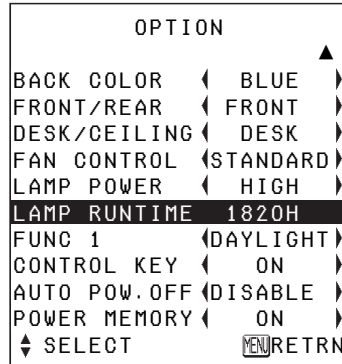 OPTION
BACK COLOR BLUE
FRONT/REAR FRONT
DESK/CEILING DESK
FAN CONTROL STANDARD
LAMP POWER HIGH
LAMP RUNTIME 1820H
FUNC 1 DAYLIGHT
CONTROL KEY ON
AUTO POW.OFF DISABLE
POWER MEMORY ON
SELECT MENU RETRN